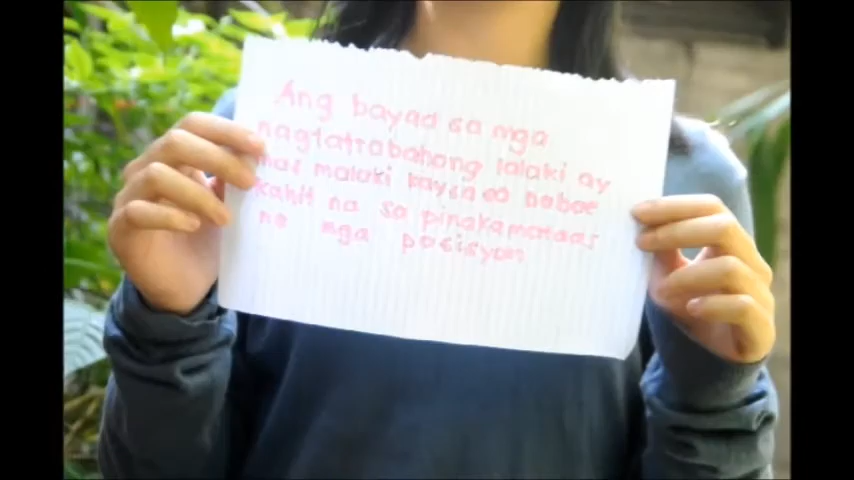 Ang bayad sa mga
nagtatrabahong lalaki ay
mas malaki kaysa sa babae
kahit na sa pinakamataas
na mga posisyon